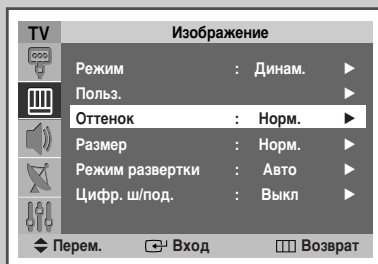 TV Изображение
Режим : Динам.
Польз.
Оттенок : Норм.
Размер : Норм.
Режим развертки : Авто
Цифр. ш/под. : Выкл
Перем. Вход Возврат